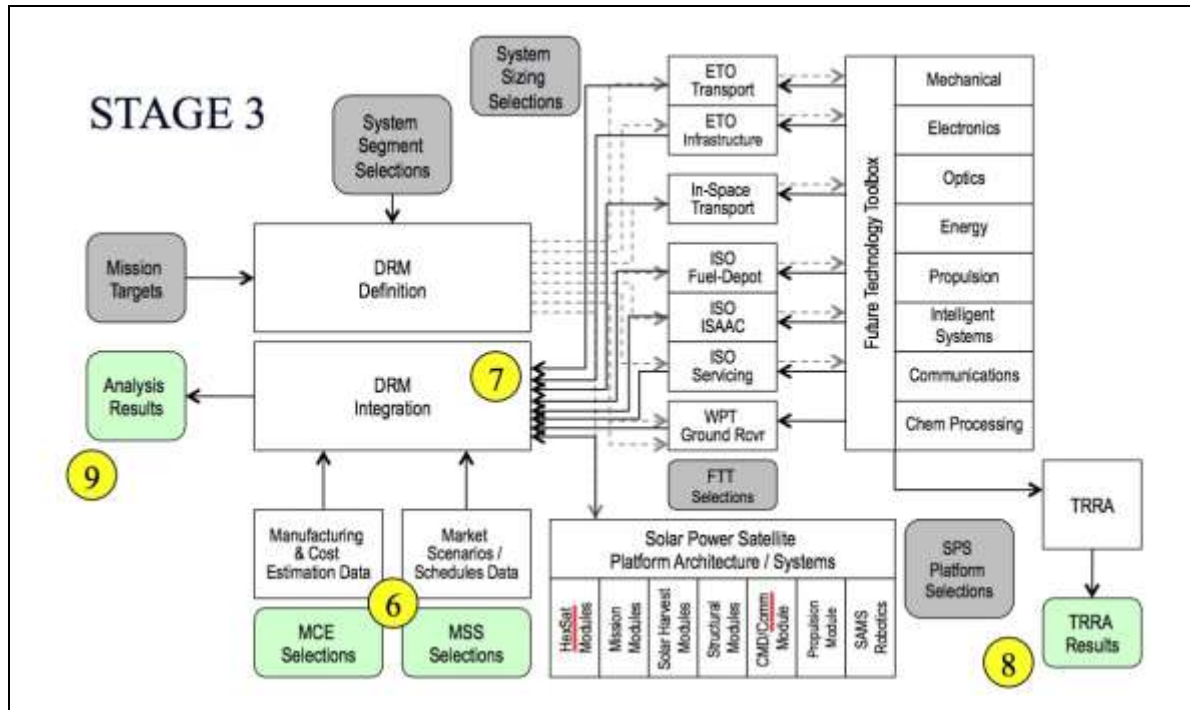 STAGE 3
System
Sizing
Selections
System
Segment
Selections
Mission
Targets
DRM
Definition
Analysis
Results
DRM
Integration
7
9
Manufacturing
& Cost
Estimation Data
Market
Scenarios /
Schedules Data
6
MCE
Selections
MSS
Selections
ETO
Transport
ETO
Infrastructure
In-Space
Transport
ISO
Fuel-Depot
ISO
ISAAC
ISO
Servicing
WPT
Ground Rcvr
FTT
Selections
Future Technology Toolbox
Mechanical
Electronics
Optics
Energy
Propulsion
Intelligent
Systems
Communications
Chem Processing
Solar Power Satellite
Platform Architecture / Systems
HexSat
Modules
Mission
Modules
Solar Harvest
Modules
Structural
Modules
CMD/Comm
Module
Propulsion
Module
SAMS
Robotics
SPS
Platform
Selections
TRRA
TRRA
Results
8